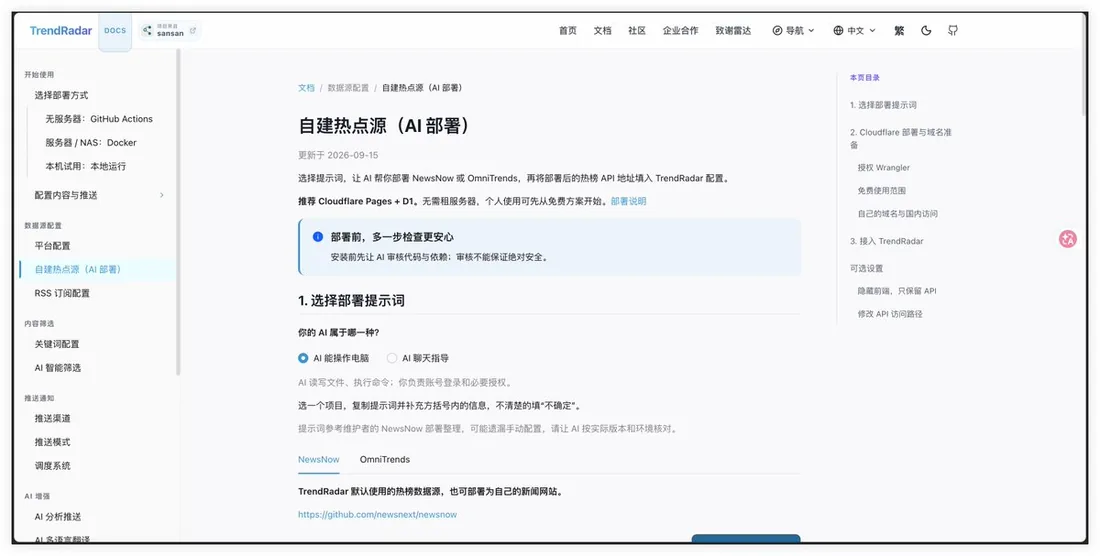 TrendRadar
DOCS
sansan
首页
文档
社区
企业合作
致谢雷达
导航
中文
繁
开始使用
选择部署方式
无服务器：GitHub Actions
服务器 / NAS：Docker
本机试用：本地运行
配置内容与推送
数据源配置
平台配置
自建热点源（AI 部署）
RSS 订阅配置
内容筛选
关键词配置
AI 智能筛选
推送通知
推送渠道
推送模式
调度系统
AI 增强
AI 分析推送
AI 多语言翻译
文档 / 数据源配置 / 自建热点源（AI 部署）
自建热点源（AI 部署）
更新于 2026-09-15
选择提示词，让 AI 帮你部署 NewsNow 或 OmniTrends，再将部署后的热榜 API 地址填入 TrendRadar 配置。
推荐 Cloudflare Pages + D1。无需租服务器，个人使用可先从免费方案开始。部署说明
部署前，多一步检查更安心
安装前先让 AI 审核代码与依赖；审核不能保证绝对安全。
1. 选择部署提示词
你的 AI 属于哪一种？
AI 能操作电脑
AI 聊天指导
AI 读写文件、执行命令；你负责账号登录和必要授权。
选一个项目，复制提示词并补充方括号内的信息，不清楚的填“不确定”。
提示词参考维护者的 NewsNow 部署整理，可能遗漏手动配置，请让 AI 按实际版本和环境核对。
NewsNow
OmniTrends
TrendRadar 默认使用的热榜数据源，也可部署为自己的新闻网站。
https://github.com/newsnext/newsnow
本页目录
1. 选择部署提示词
2. Cloudflare 部署与域名准
备
授权 Wrangler
免费使用范围
自己的域名与国内访问
3. 接入 TrendRadar
可选设置
隐藏前端，只保留 API
修改 API 访问路径